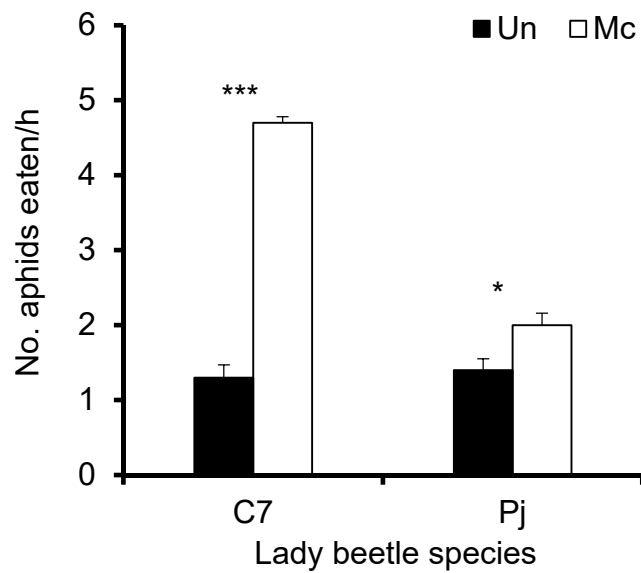 6
Un Mc
5
***
4
No. aphids eaten/h
3
*
2
1
0
C7 Pj
Lady beetle species